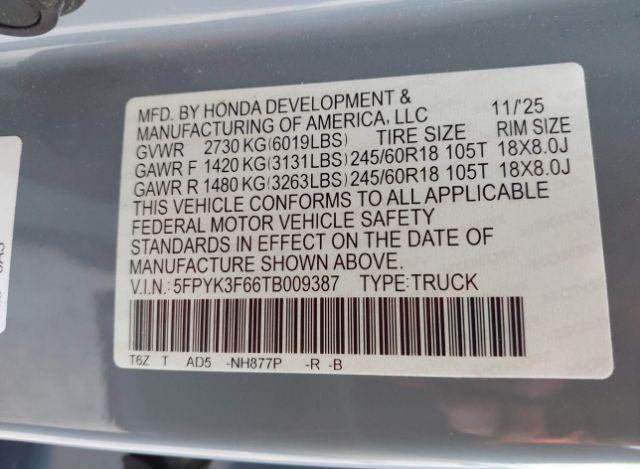 MFD. BY HONDA DEVELOPMENT &
MANUFACTURING OF AMERICA, LLC 11/'25
GVWR 2730 KG(6019LBS) TIRE SIZE RIM SIZE
GAWR F 1420 KG(3131LBS) 245/60R18 105T 18X8.0J
GAWR R 1480 KG(3263LBS) 245/60R18 105T 18X8.0J
THIS VEHICLE CONFORMS TO ALL APPLICABLE
FEDERAL MOTOR VEHICLE SAFETY
STANDARDS IN EFFECT ON THE DATE OF
MANUFACTURE SHOWN ABOVE.
V.I.N.: 5FPYK3F66TB009387 TYPE:TRUCK
T6Z T AD5 -NH877P -R -B